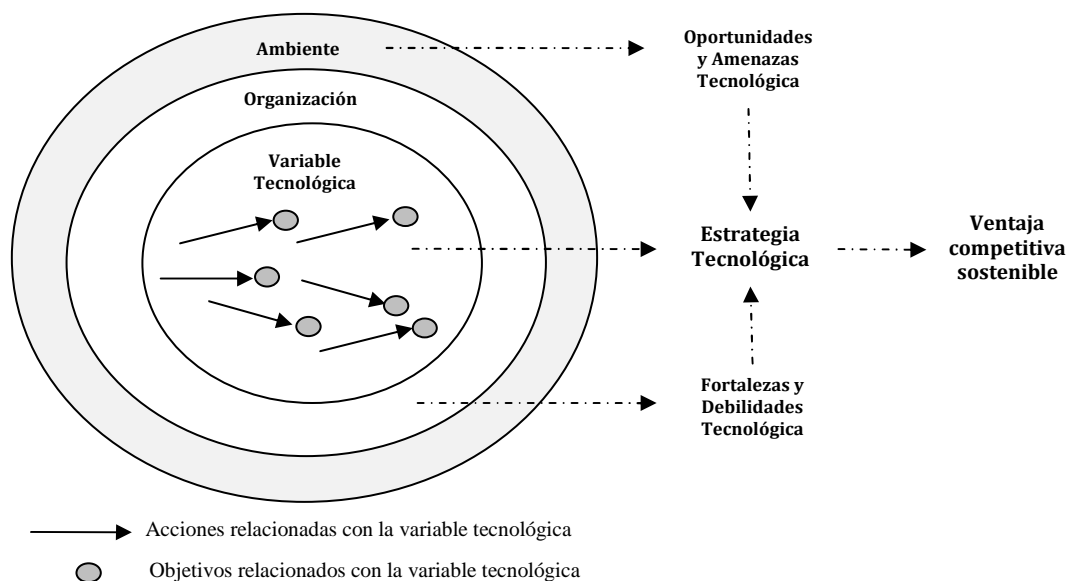 Ambiente
Organización
Variable
Tecnológica
Oportunidades
y Amenazas
Tecnológica
Estrategia
Tecnológica
Ventaja
competitiva
sostenible
Fortalezas y
Debilidades
Tecnológica
Acciones relacionadas con la variable tecnológica
Objetivos relacionados con la variable tecnológica